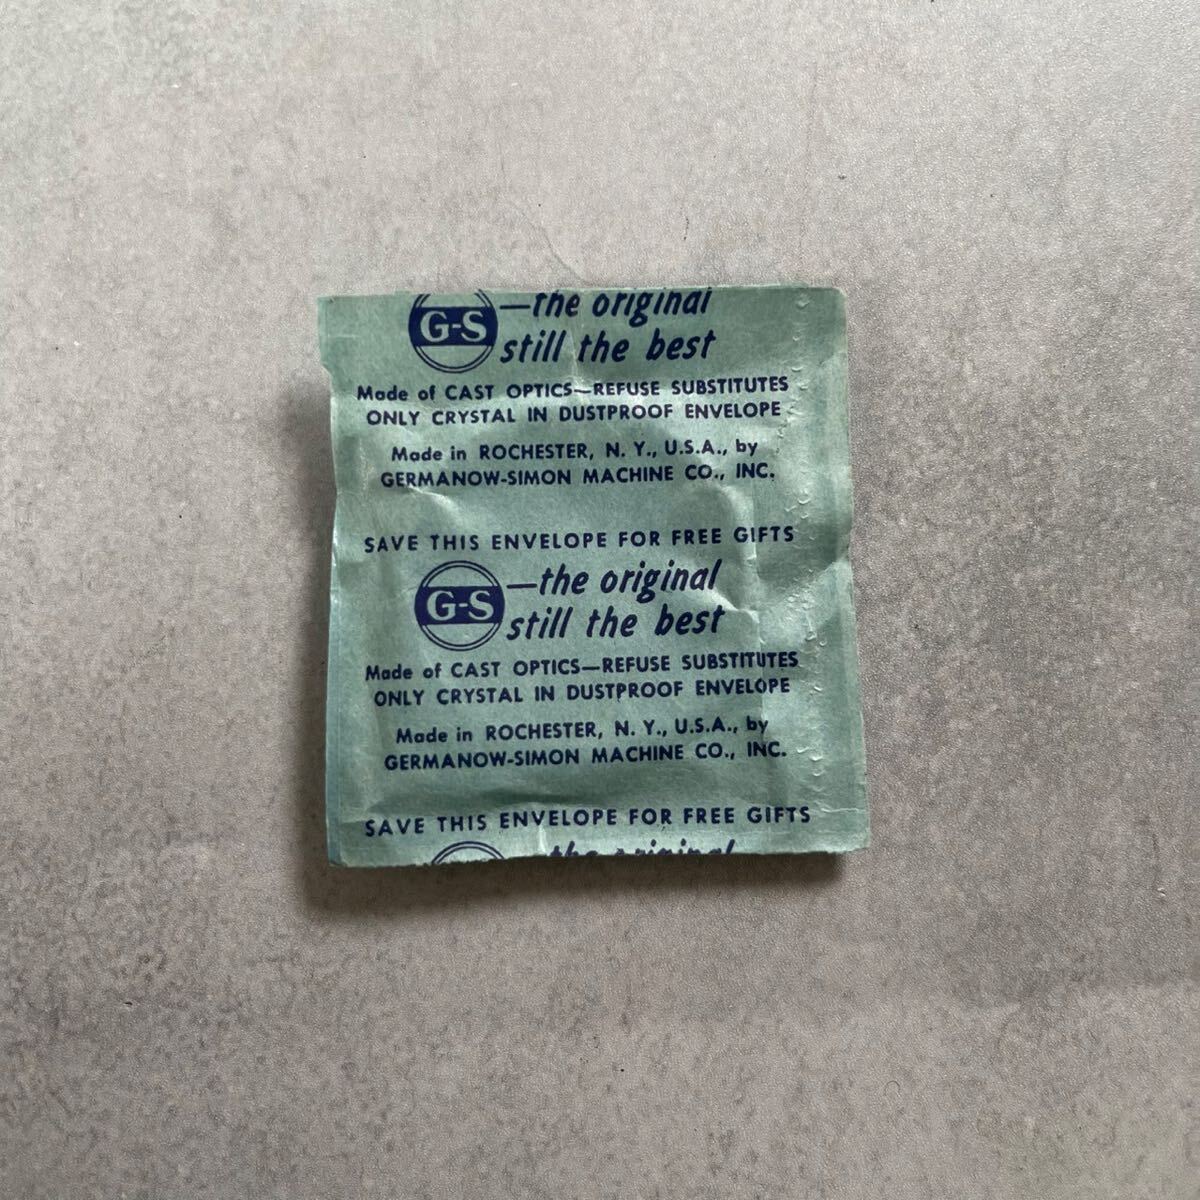 G-S —the original
still the best
Made of CAST OPTICS—REFUSE SUBSTITUTES
ONLY CRYSTAL IN DUSTPROOF ENVELOPE
Made in ROCHESTER, N. Y., U.S.A., by
GERMANOW-SIMON MACHINE CO., INC.
SAVE THIS ENVELOPE FOR FREE GIFTS
G-S —the original
still the best
Made of CAST OPTICS—REFUSE SUBSTITUTES
ONLY CRYSTAL IN DUSTPROOF ENVELOPE
Made in ROCHESTER, N. Y., U.S.A., by
GERMANOW-SIMON MACHINE CO., INC.
SAVE THIS ENVELOPE FOR FREE GIFTS
the original